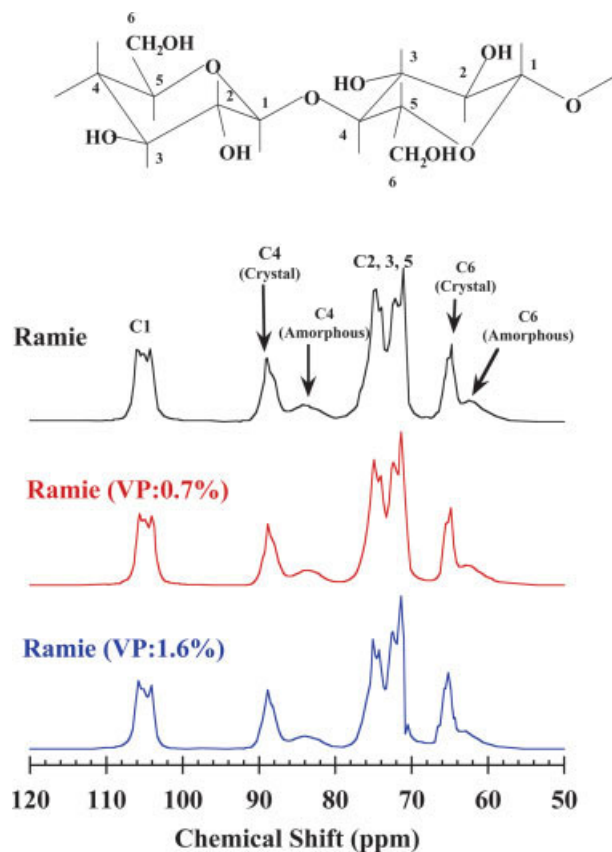 6
CH₂OH
O
4
5
2
1
HO
3
OH
O
3
HO
OH
2
1
4
5
O
CH₂OH
O
6
C4
(Crystal)
C2, 3, 5
C6
(Crystal)
C1
C4
(Amorphous)
C6
(Amorphous)
Ramie
Ramie (VP:0.7%)
Ramie (VP:1.6%)
120 110 100 90 80 70 60 50
Chemical Shift (ppm)